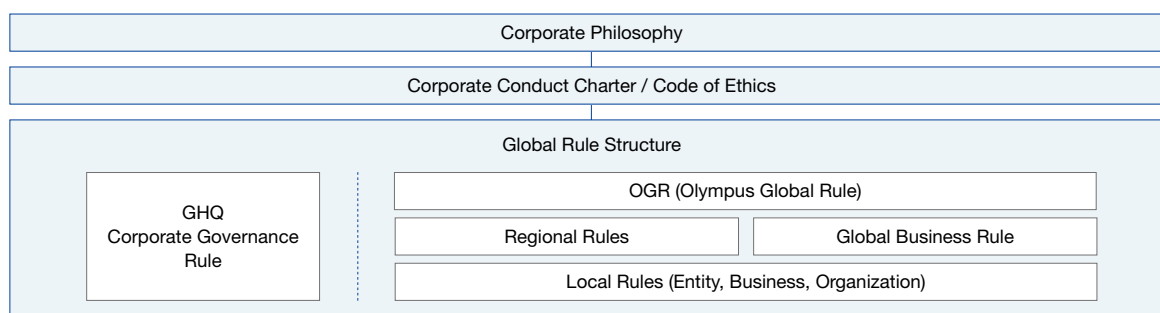 Corporate Philosophy
Corporate Conduct Charter / Code of Ethics
Global Rule Structure
GHQ
Corporate Governance
Rule
OGR (Olympus Global Rule)
Regional Rules
Global Business Rule
Local Rules (Entity, Business, Organization)